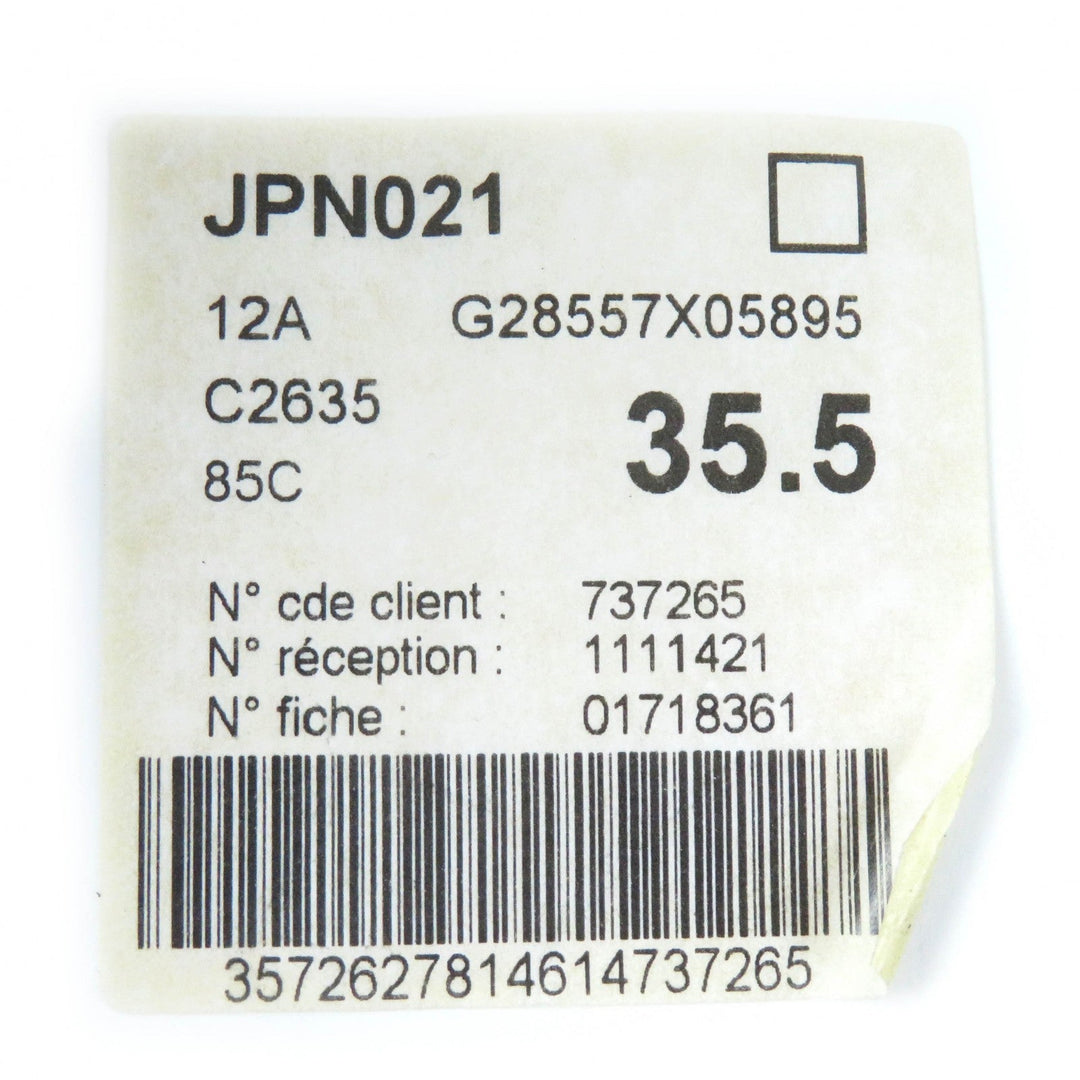 JPN021
12A G28557X05895
C2635
35.5
85C
N° cde client : 737265
N° réception : 1111421
N° fiche : 01718361
3572627814614737265